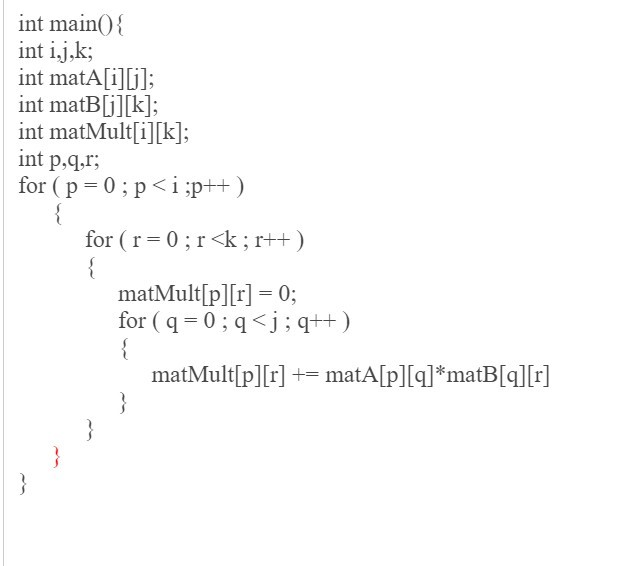 int main(){
int i,j,k;
int matA[i][j];
int matB[j][k];
int matMult[i][k];
int p,q,r;
for ( p = 0 ; p < i ;p++ )
{
for ( r = 0 ; r <k ; r++ )
{
matMult[p][r] = 0;
for ( q = 0 ; q < j ; q++ )
{
matMult[p][r] += matA[p][q]*matB[q][r]
}
}
}
}